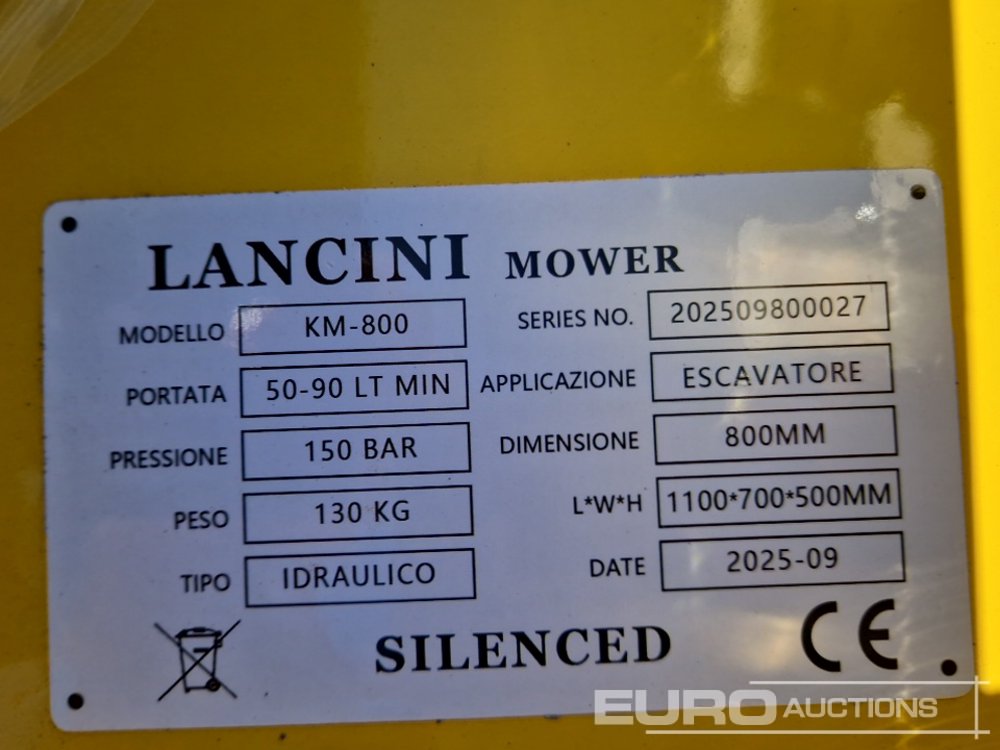 LANCINI MOWER
MODELLO KM-800 SERIES NO. 202509800027
PORTATA 50-90 LT MIN APPLICAZIONE ESCAVATORE
PRESSIONE 150 BAR DIMENSIONE 800MM
PESO 130 KG L*W*H 1100*700*500MM
TIPO IDRAULICO DATE 2025-09
SILENCED CE
EURO AUCTIONS